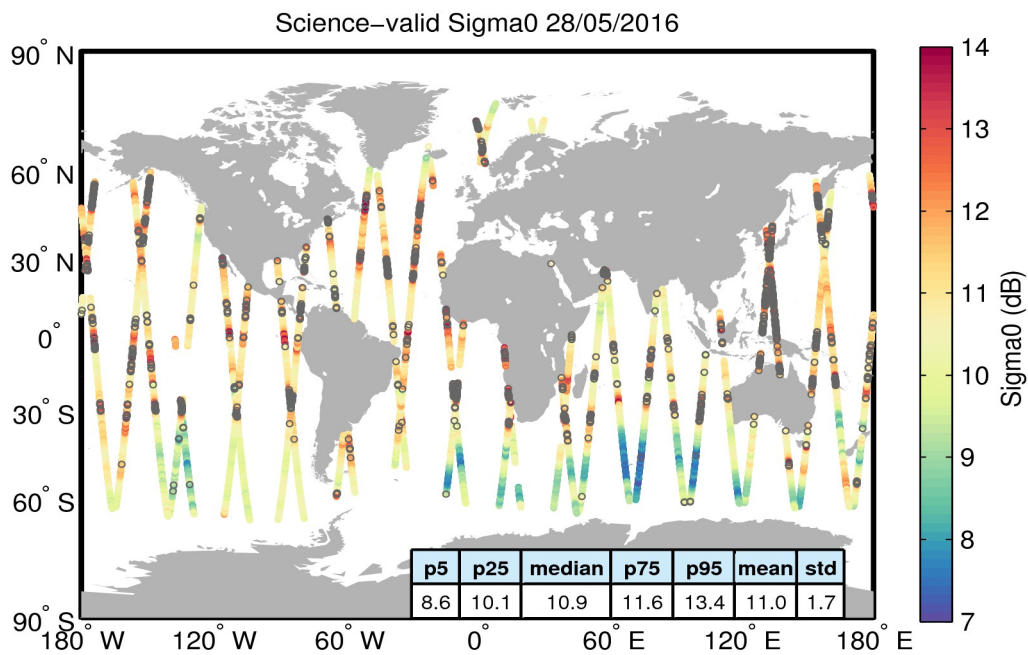 Science−valid Sigma0 28/05/2016
90° N
60° N
30° N
0°
30° S
60° S
90° S
180° W
120° W
60° W
0°
60° E
120° E
180° E
p5 p25 median p75 p95 mean std
8.6 10.1 10.9 11.6 13.4 11.0 1.7
14
13
12
11
10
9
8
7
Sigma0 (dB)